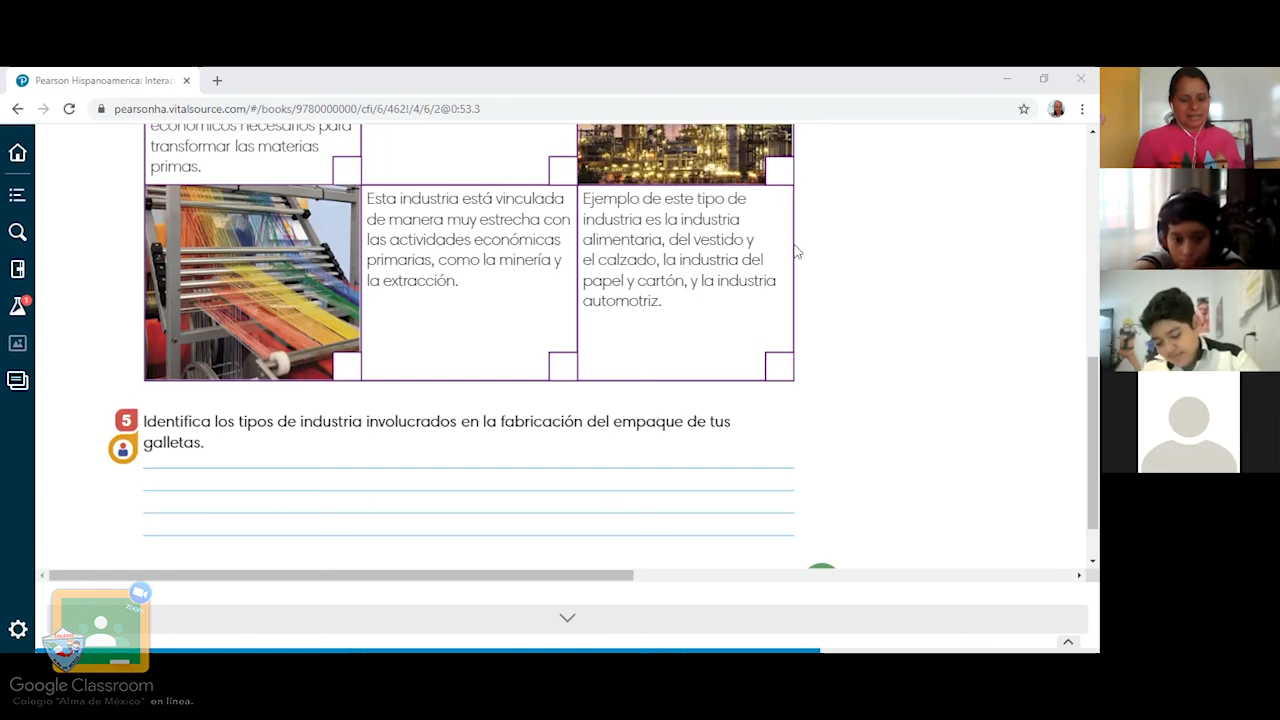 Pearson Hispanoamerica: Interac
pearsonha.vitalsource.com/#/books/9780000000/cfi/6/462!/4/6/2@0:53.3
económicos necesarios para
transformar las materias
primas.
Esta industria está vinculada
de manera muy estrecha con
las actividades económicas
primarias, como la minería y
la extracción.
Ejemplo de este tipo de
industria es la industria
alimentaria, del vestido y
el calzado, la industria del
papel y cartón, y la industria
automotriz.
5 Identifica los tipos de industria involucrados en la fabricación del empaque de tus
galletas.
1
zoom
COLEGIO
Google Classroom
Colegio "Alma de México" en línea.